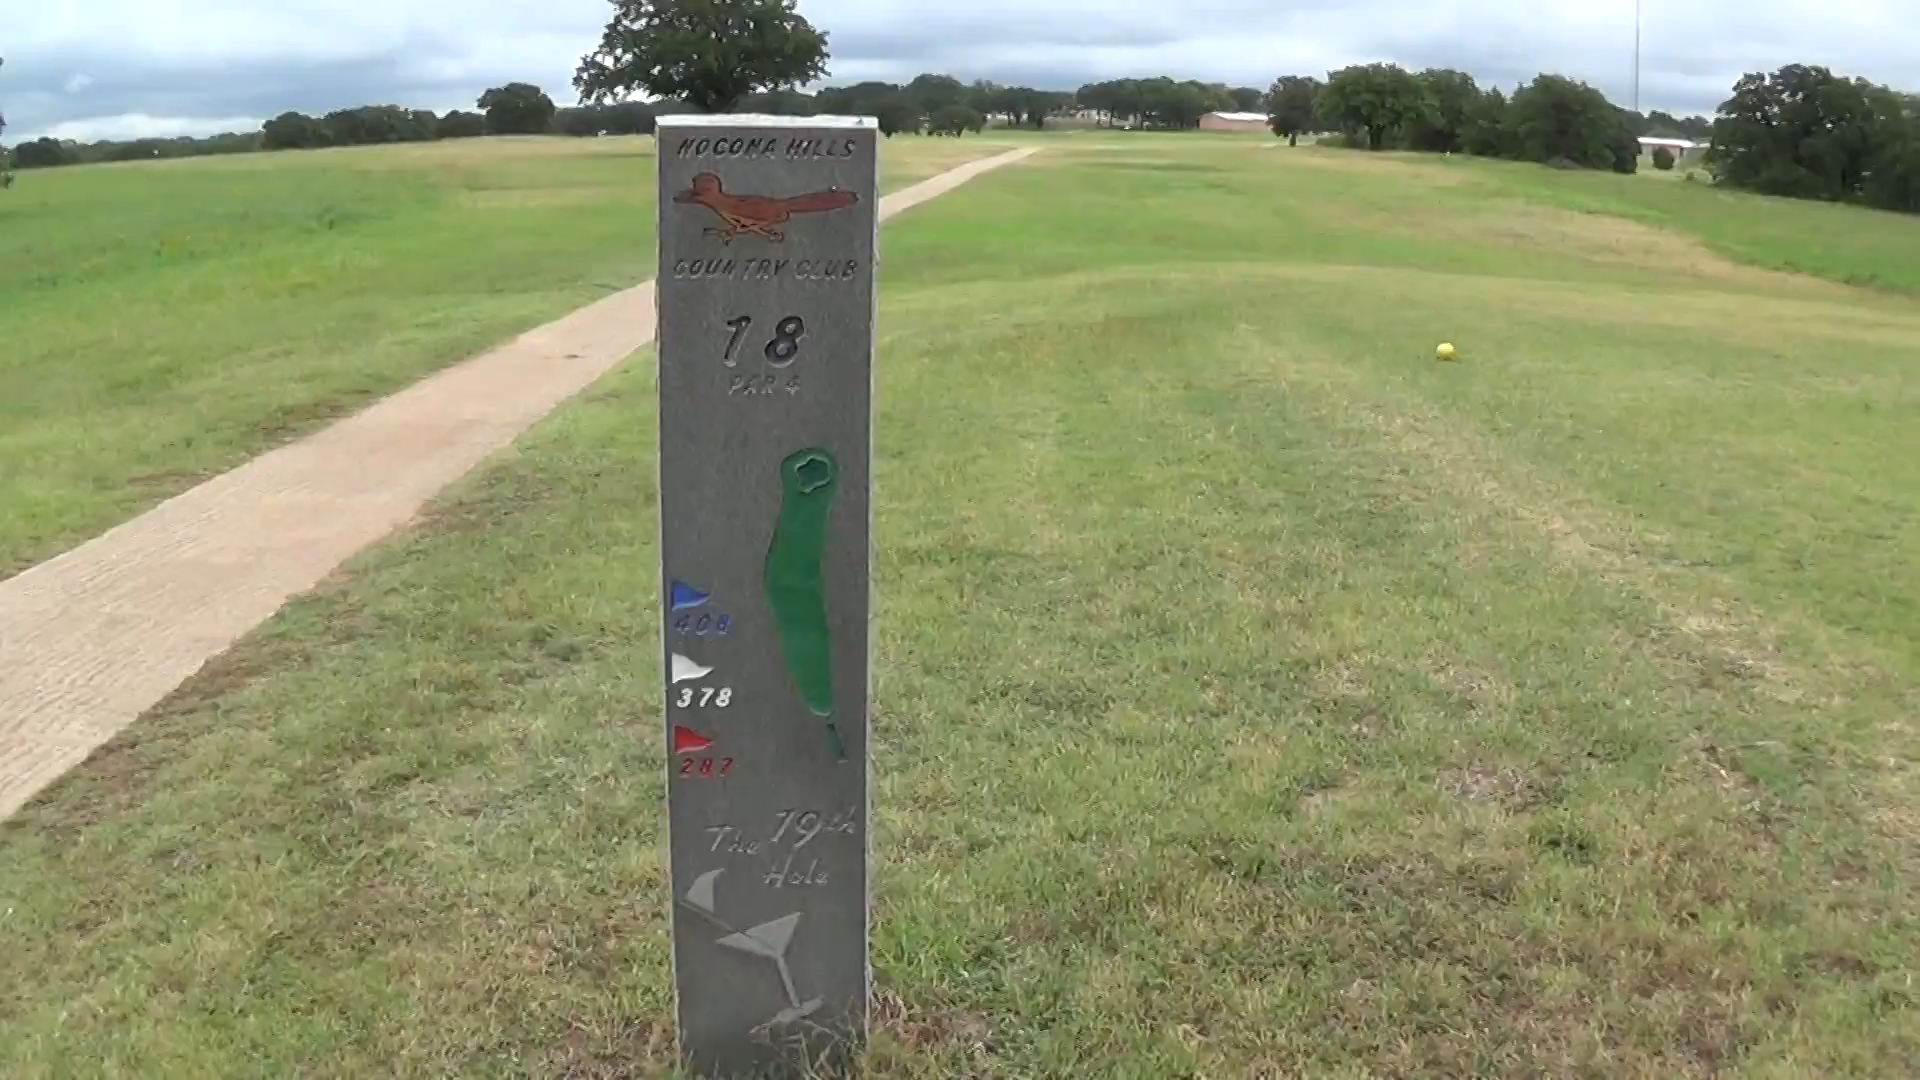 NOCONA HILLS
COUNTRY CLUB
18
PAR 4
408
378
287
The 19th
Hole